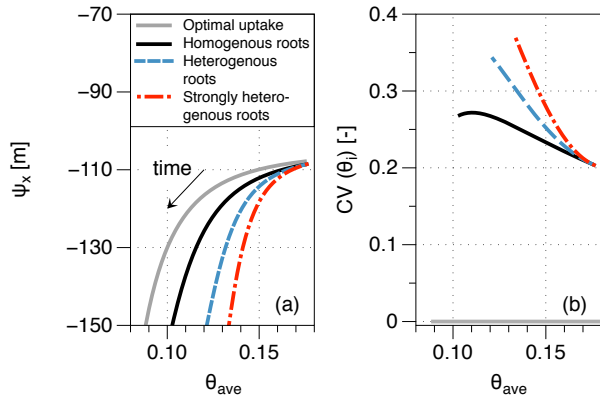 −70
−90
−110
−130
−150
ψx [m]
Optimal uptake
Homogenous roots
Heterogenous
roots
Strongly hetero-
genous roots
time
(a)
0.10
0.15
θave
0.4
0.3
0.2
0.1
0
CV (θi) [-]
(b)
0.10
0.15
θave